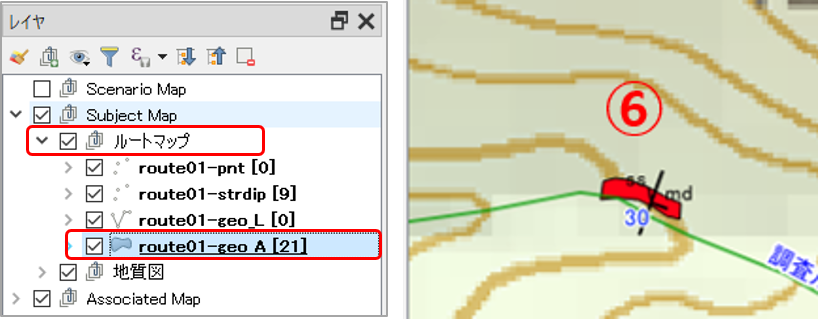 レイヤ
Scenario Map
Subject Map
ルートマップ
route01-pnt [0]
route01-strdip [9]
route01-geo_L [0]
route01-geo_A [21]
地質図
Associated Map
⑥
ss
md
30
調査